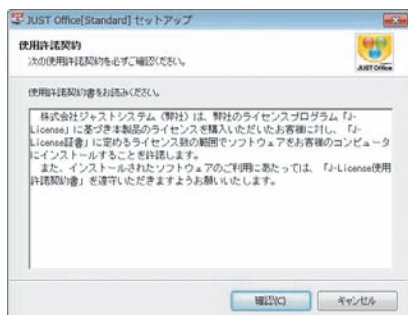 JUST Office[Standard] セットアップ
使用許諾契約
次の使用許諾契約を必ずご確認ください。
JUST Office
使用許諾契約書をお読みください。
株式会社ジャストシステム（弊社）は、弊社のライセンスプログラム「J-
License」に基づき本製品のライセンスを購入いただいたお客様に対し、「J-
License証書」に定めるライセンス数の範囲でソフトウェアをお客様のコンピュータ
にインストールすることを許諾します。
また、インストールされたソフトウェアのご利用にあたっては、「J-License使用
許諾契約書」を遵守いただきますようお願いいたします。
確認(C)
キャンセル